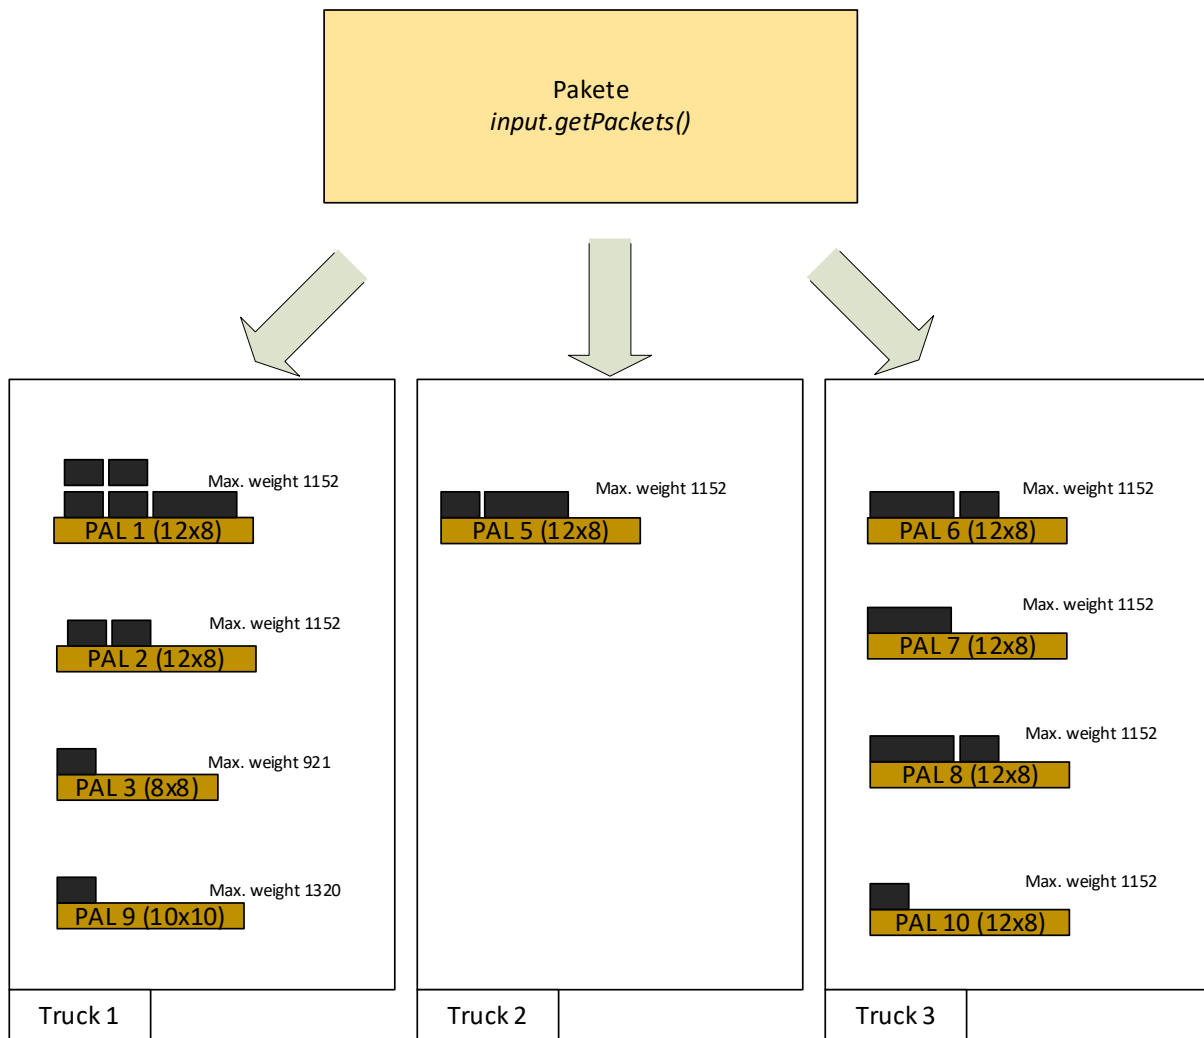 Pakete
input.getPackets()
Max. weight 1152
PAL 1 (12x8)
Max. weight 1152
PAL 2 (12x8)
Max. weight 921
PAL 3 (8x8)
Max. weight 1320
PAL 9 (10x10)
Truck 1
Max. weight 1152
PAL 5 (12x8)
Truck 2
Max. weight 1152
PAL 6 (12x8)
Max. weight 1152
PAL 7 (12x8)
Max. weight 1152
PAL 8 (12x8)
Max. weight 1152
PAL 10 (12x8)
Truck 3